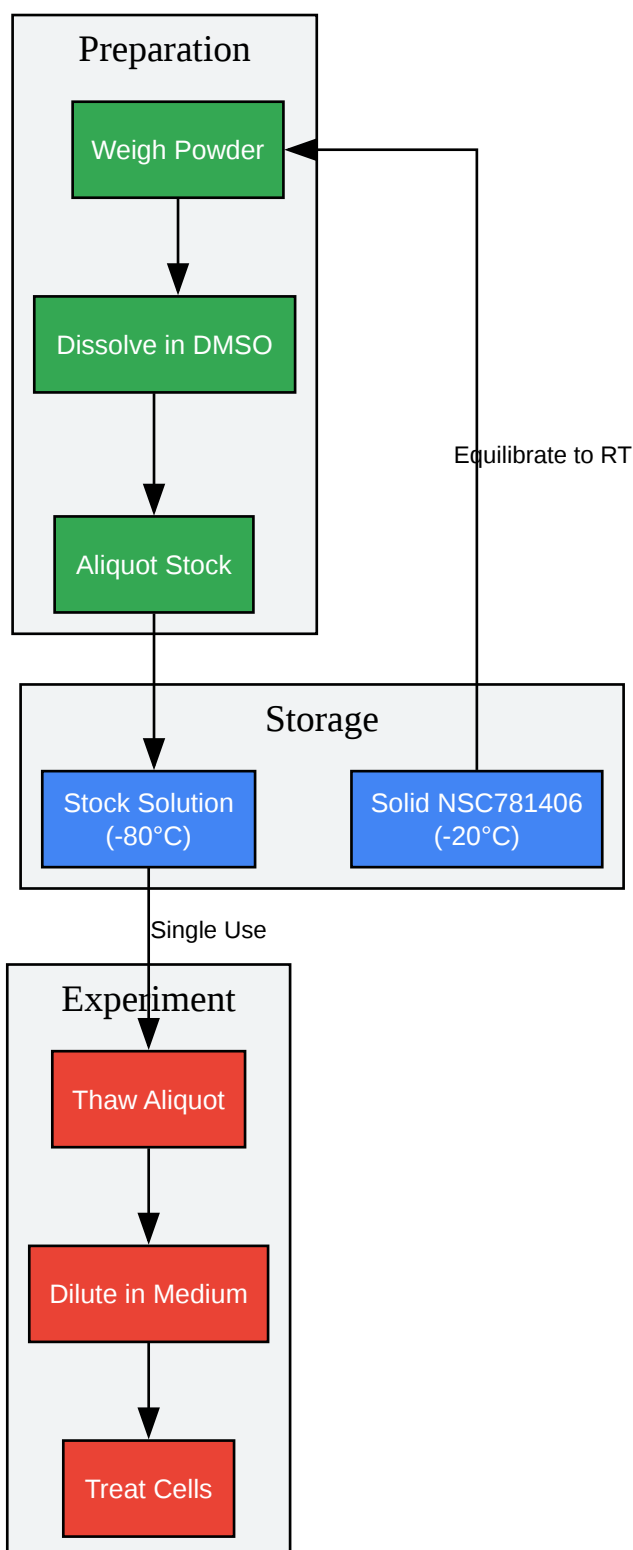 Preparation
Weigh Powder
Dissolve in DMSO
Equilibrate to RT
Aliquot Stock
Storage
Stock Solution
(-80°C)
Solid NSC781406
(-20°C)
Single Use
Experiment
Thaw Aliquot
Dilute in Medium
Treat Cells